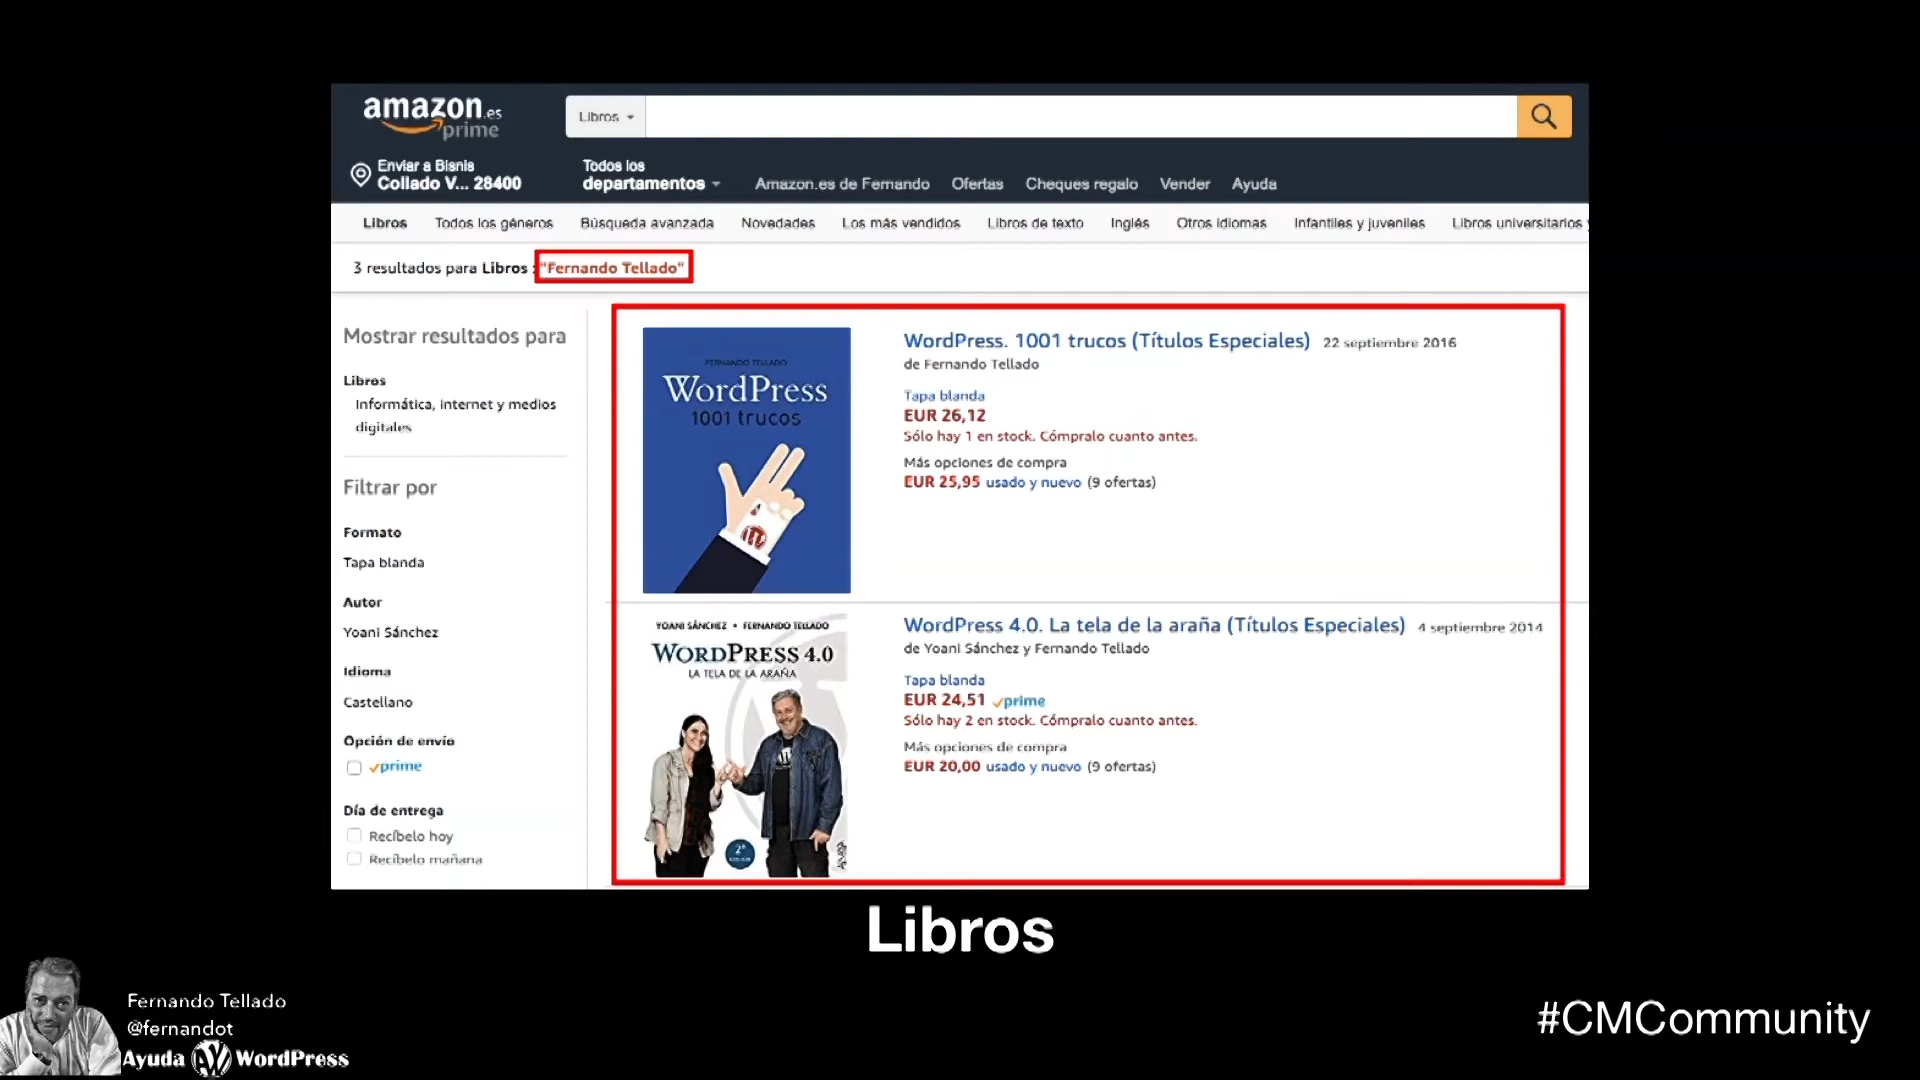 amazon.es
prime
Libros
Enviar a Bisnis
Collado V... 28400
Todos los
departamentos
Amazon.es de Fernando Ofertas Cheques regalo Vender Ayuda
Libros Todos los géneros Búsqueda avanzada Novedades Los más vendidos Libros de texto Inglés Otros idiomas Infantiles y juveniles Libros universitarios y
3 resultados para Libros : "Fernando Tellado"
Mostrar resultados para
Libros
Informática, internet y medios
digitales
Filtrar por
Formato
Tapa blanda
Autor
Yoani Sánchez
Idioma
Castellano
Opción de envío
prime
Día de entrega
Recíbelo hoy
Recíbelo mañana
FERNANDO TELLADO
WordPress
1001 trucos
WordPress. 1001 trucos (Títulos Especiales) 22 septiembre 2016
de Fernando Tellado
Tapa blanda
EUR 26,12
Sólo hay 1 en stock. Cómpralo cuanto antes.
Más opciones de compra
EUR 25,95 usado y nuevo (9 ofertas)
YOANI SÁNCHEZ • FERNANDO TELLADO
WORDPRESS 4.0
LA TELA DE LA ARAÑA
2ª
WordPress 4.0. La tela de la araña (Títulos Especiales) 4 septiembre 2014
de Yoani Sánchez y Fernando Tellado
Tapa blanda
EUR 24,51 prime
Sólo hay 2 en stock. Cómpralo cuanto antes.
Más opciones de compra
EUR 20,00 usado y nuevo (9 ofertas)
Libros
Fernando Tellado
@fernandot
Ayuda WordPress
#CMCommunity